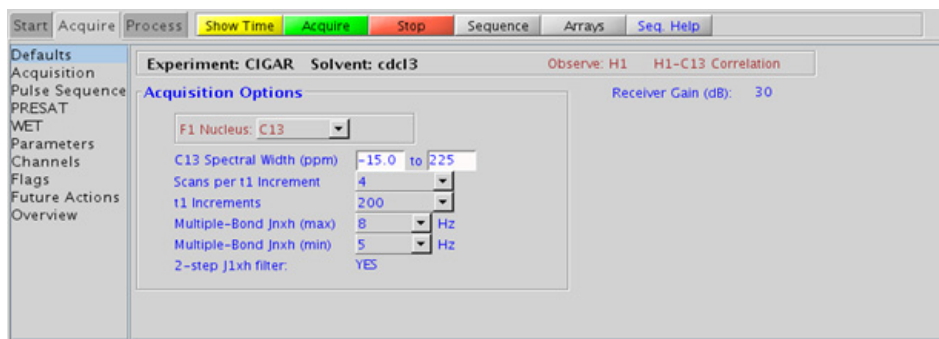 Start Acquire Process Show Time Acquire Stop Sequence Arrays Seq. Help
Defaults
Acquisition
Pulse Sequence
PRESAT
WET
Parameters
Channels
Flags
Future Actions
Overview
Experiment: CIGAR Solvent: cdcl3 Observe: H1 H1-C13 Correlation
Acquisition Options
Receiver Gain (dB): 30
F1 Nucleus: C13
C13 Spectral Width (ppm) -15.0 to 225
Scans per t1 Increment 4
t1 Increments 200
Multiple-Bond Jnxh (max) 8 Hz
Multiple-Bond Jnxh (min) 5 Hz
2-step J1xh filter: YES